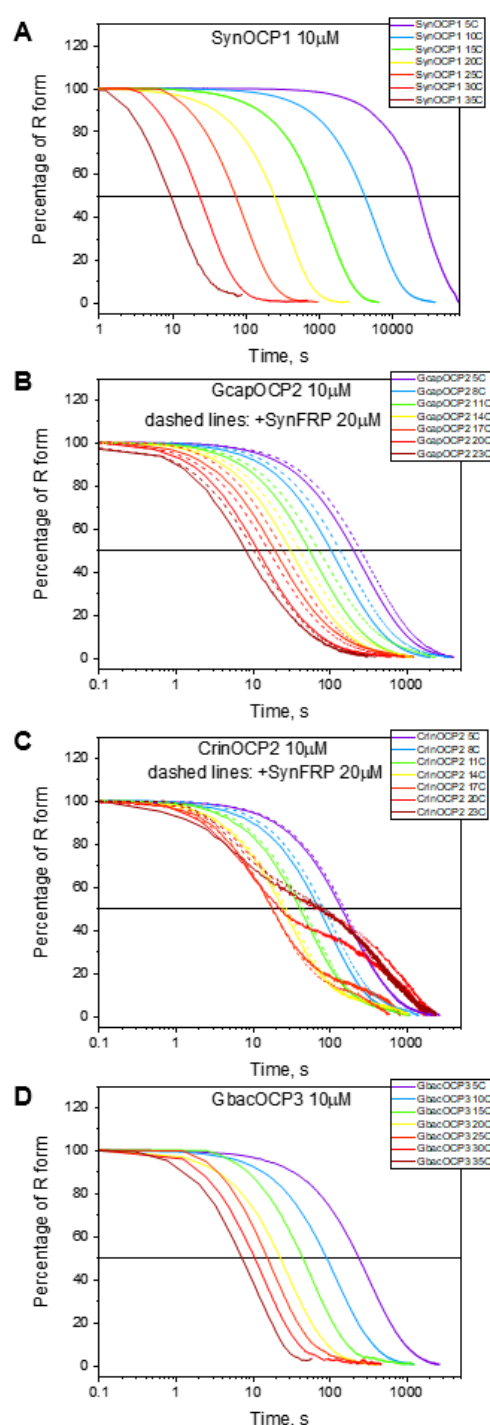 A
SynOCP1 10μM
SynOCP1 5C
SynOCP1 10C
SynOCP1 15C
SynOCP1 20C
SynOCP1 25C
SynOCP1 30C
SynOCP1 35C
Percentage of R form
120
100
80
60
40
20
0
1 10 100 1000 10000
Time, s
B
GcapOCP2 10μM
dashed lines: +SynFRP 20μM
GcapOCP2 5C
GcapOCP2 8C
GcapOCP2 11C
GcapOCP2 14C
GcapOCP2 17C
GcapOCP2 20C
GcapOCP2 23C
Percentage of R form
120
100
80
60
40
20
0
0.1 1 10 100 1000
Time, s
C
CrinOCP2 10μM
dashed lines: +SynFRP 20μM
CrinOCP2 5C
CrinOCP2 8C
CrinOCP2 11C
CrinOCP2 14C
CrinOCP2 17C
CrinOCP2 20C
CrinOCP2 23C
Percentage of R form
120
100
80
60
40
20
0
0.1 1 10 100 1000
Time, s
D
GbacOCP3 10μM
GbacOCP3 5C
GbacOCP3 10C
GbacOCP3 15C
GbacOCP3 20C
GbacOCP3 25C
GbacOCP3 30C
GbacOCP3 35C
Percentage of R form
120
100
80
60
40
20
0
0.1 1 10 100 1000
Time, s